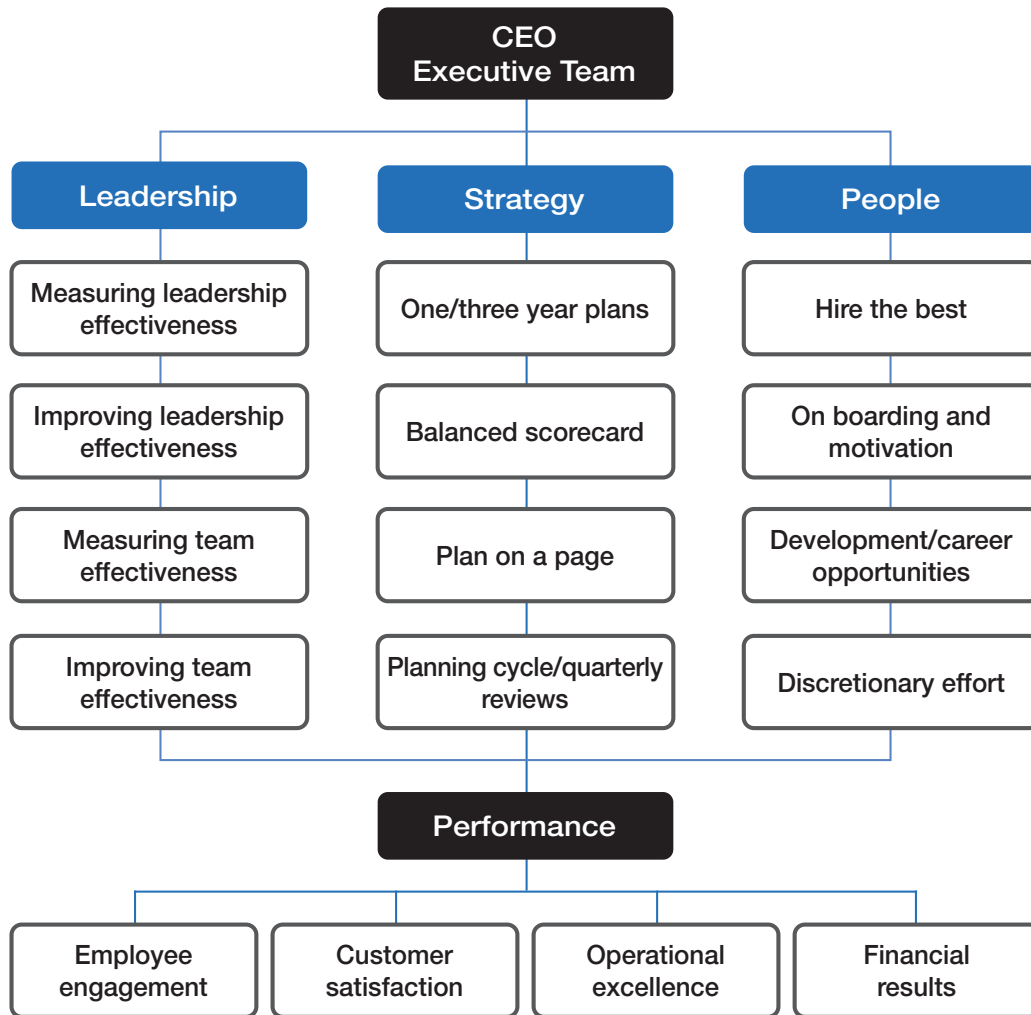 CEO
Executive Team
Leadership
Strategy
People
Measuring leadership
effectiveness
One/three year plans
Hire the best
Improving leadership
effectiveness
Balanced scorecard
On boarding and
motivation
Measuring team
effectiveness
Plan on a page
Development/career
opportunities
Improving team
effectiveness
Planning cycle/quarterly
reviews
Discretionary effort
Performance
Employee
engagement
Customer
satisfaction
Operational
excellence
Financial
results